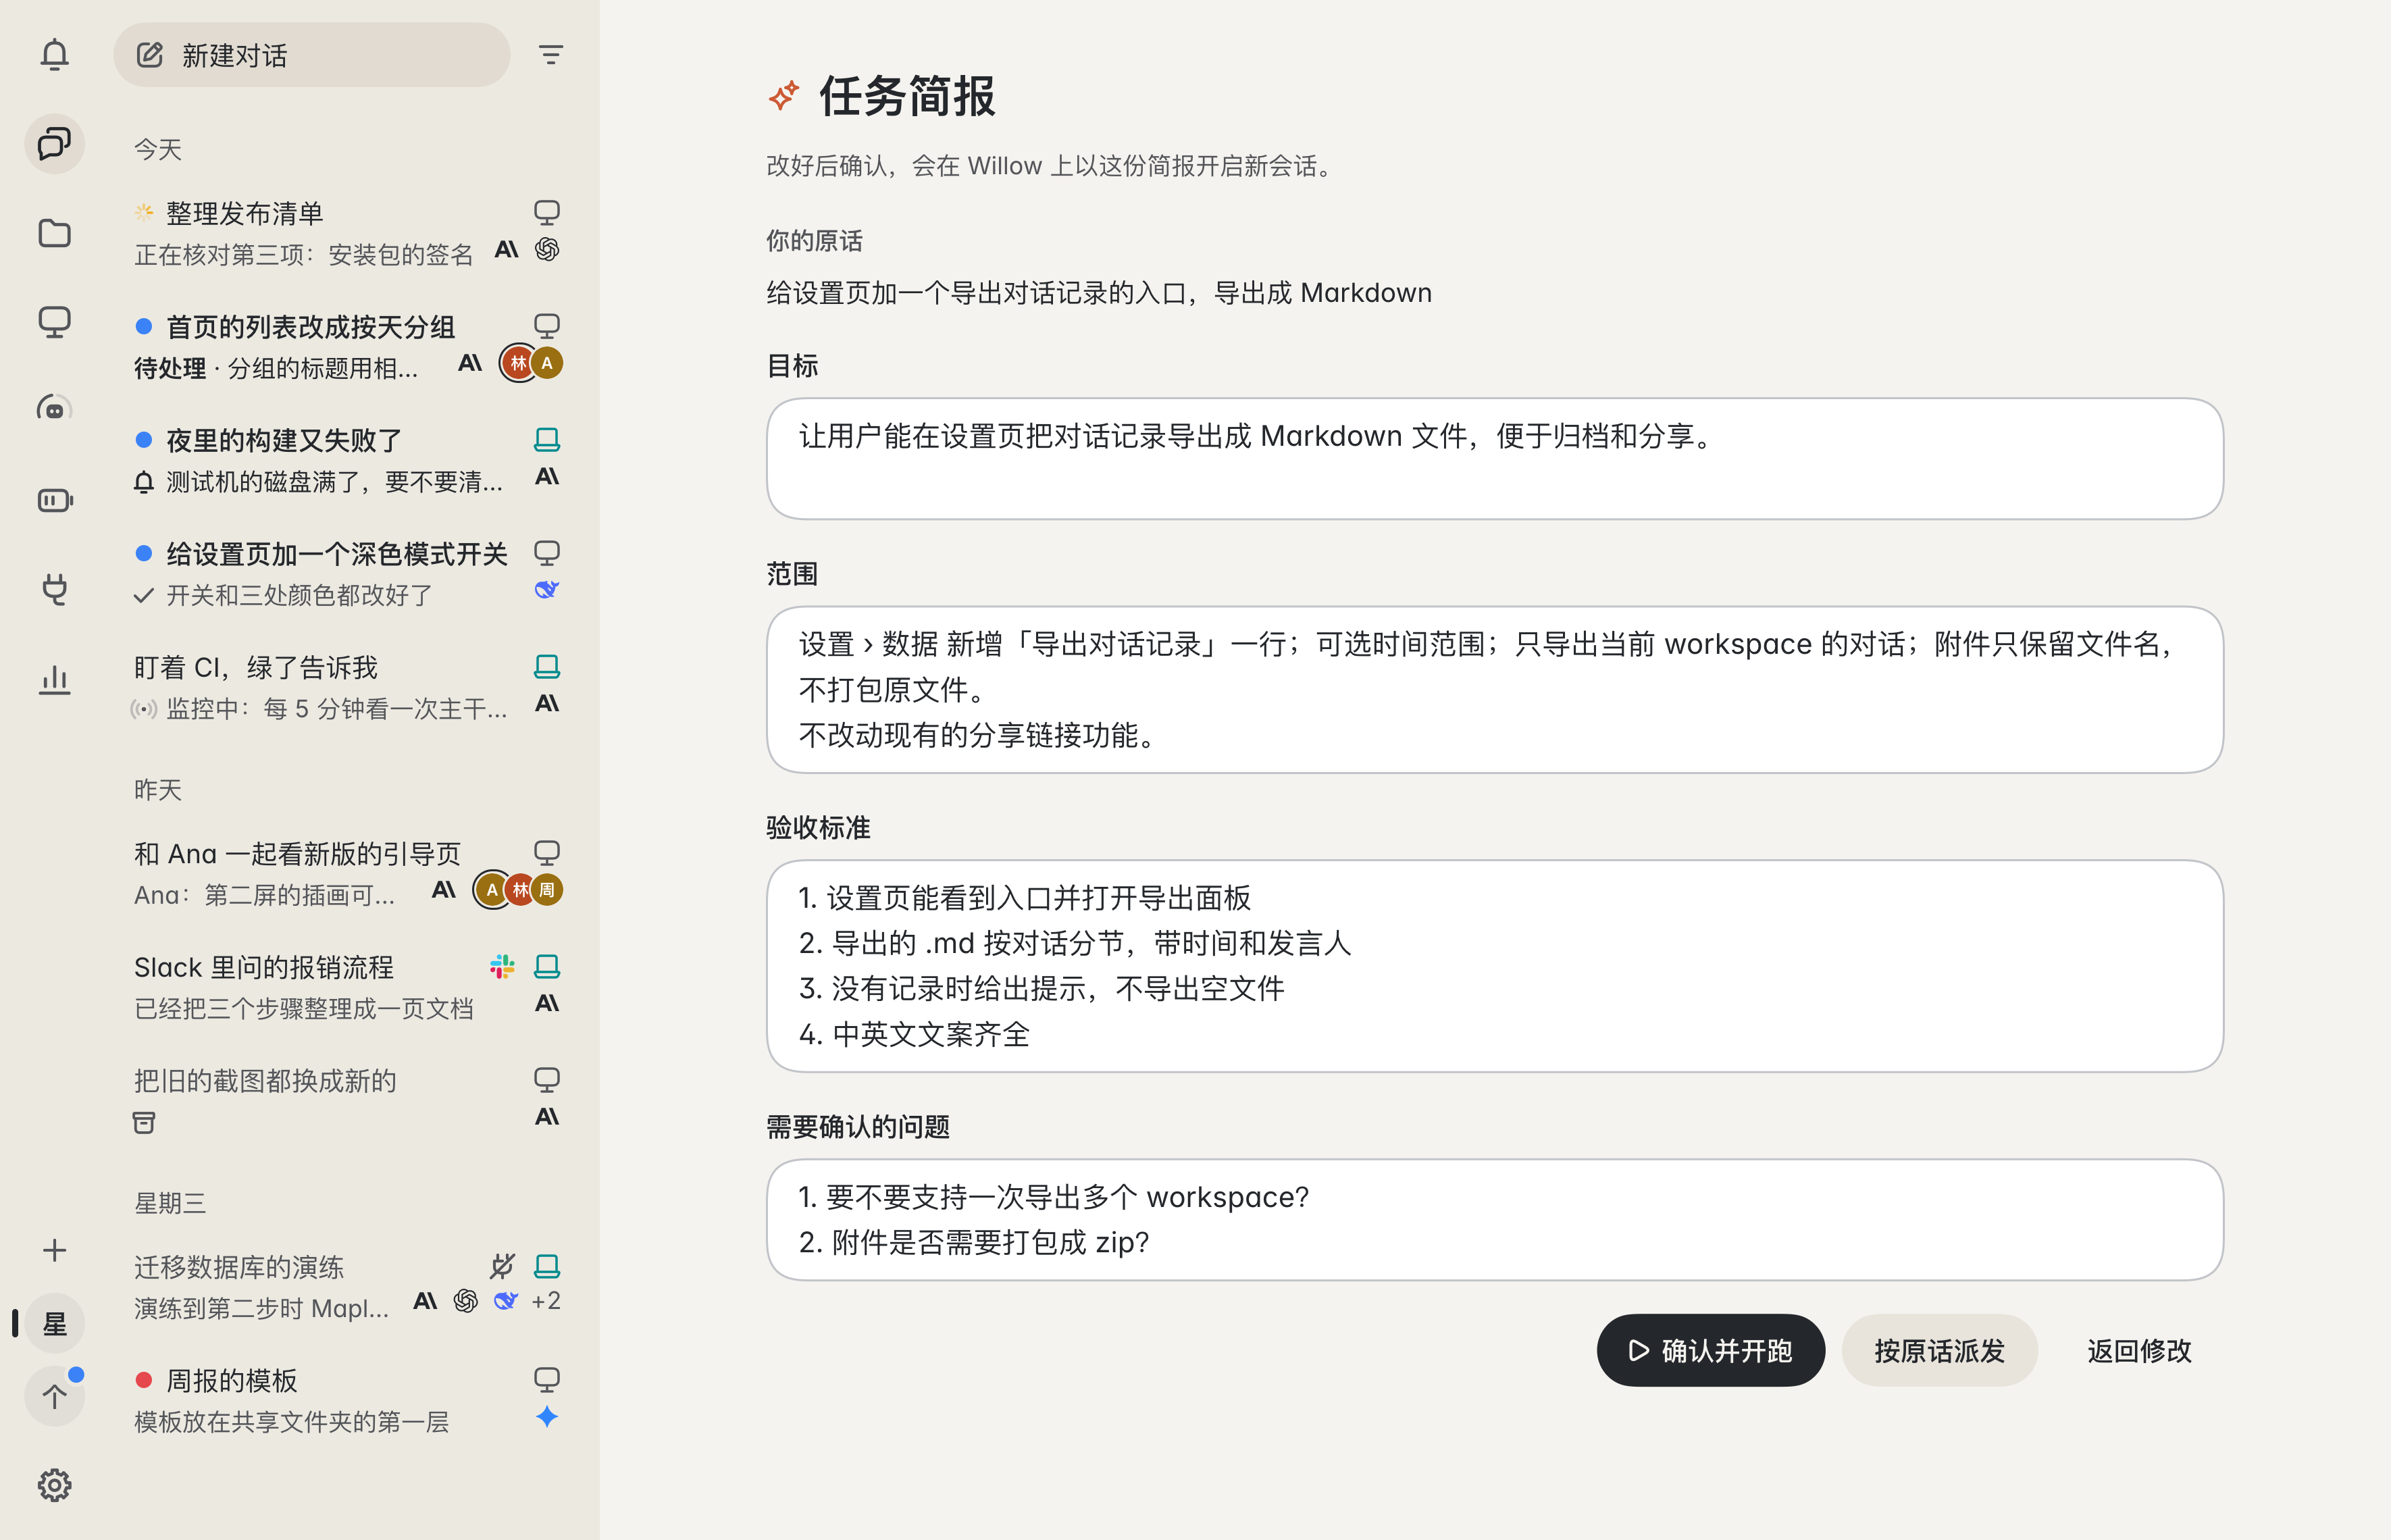 新建对话
今天
整理发布清单
正在核对第三项：安装包的签名
首页的列表改成按天分组
待处理 · 分组的标题用相...
林 A
夜里的构建又失败了
测试机的磁盘满了，要不要清...
给设置页加一个深色模式开关
开关和三处颜色都改好了
盯着 CI，绿了告诉我
监控中：每 5 分钟看一次主干...
昨天
和 Ana 一起看新版的引导页
Ana：第二屏的插画可...
A 林 周
Slack 里问的报销流程
已经把三个步骤整理成一页文档
把旧的截图都换成新的
星期三
迁移数据库的演练
演练到第二步时 Mapl...
+2
周报的模板
模板放在共享文件夹的第一层
星
个
任务简报
改好后确认，会在 Willow 上以这份简报开启新会话。
你的原话
给设置页加一个导出对话记录的入口，导出成 Markdown
目标
让用户能在设置页把对话记录导出成 Markdown 文件，便于归档和分享。
范围
设置 › 数据 新增「导出对话记录」一行；可选时间范围；只导出当前 workspace 的对话；附件只保留文件名，
不打包原文件。
不改动现有的分享链接功能。
验收标准
1. 设置页能看到入口并打开导出面板
2. 导出的 .md 按对话分节，带时间和发言人
3. 没有记录时给出提示，不导出空文件
4. 中英文文案齐全
需要确认的问题
1. 要不要支持一次导出多个 workspace?
2. 附件是否需要打包成 zip?
确认并开跑
按原话派发
返回修改